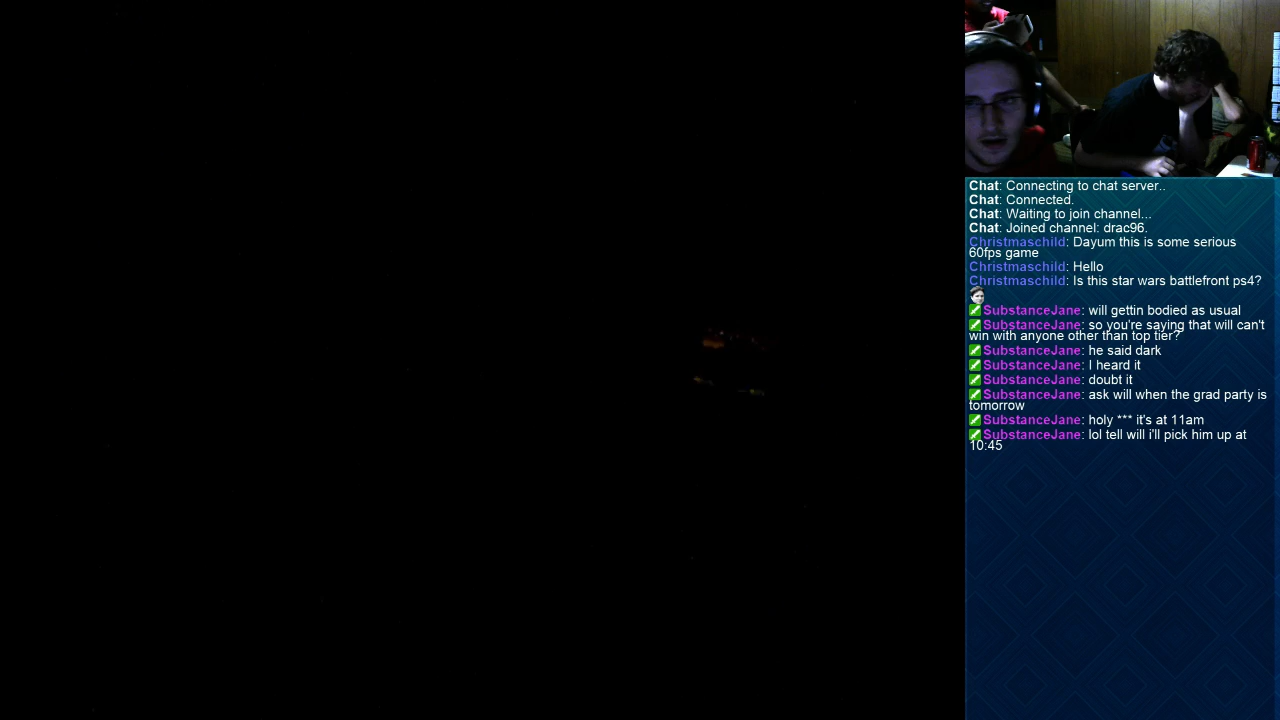 Chat: Connecting to chat server..
Chat: Connected.
Chat: Waiting to join channel...
Chat: Joined channel: drac96.
Christmaschild: Dayum this is some serious
60fps game
Christmaschild: Hello
Christmaschild: Is this star wars battlefront ps4?
SubstanceJane: will gettin bodied as usual
SubstanceJane: so you're saying that will can't
win with anyone other than top tier?
SubstanceJane: he said dark
SubstanceJane: I heard it
SubstanceJane: doubt it
SubstanceJane: ask will when the grad party is
tomorrow
SubstanceJane: holy *** it's at 11am
SubstanceJane: lol tell will i'll pick him up at
10:45